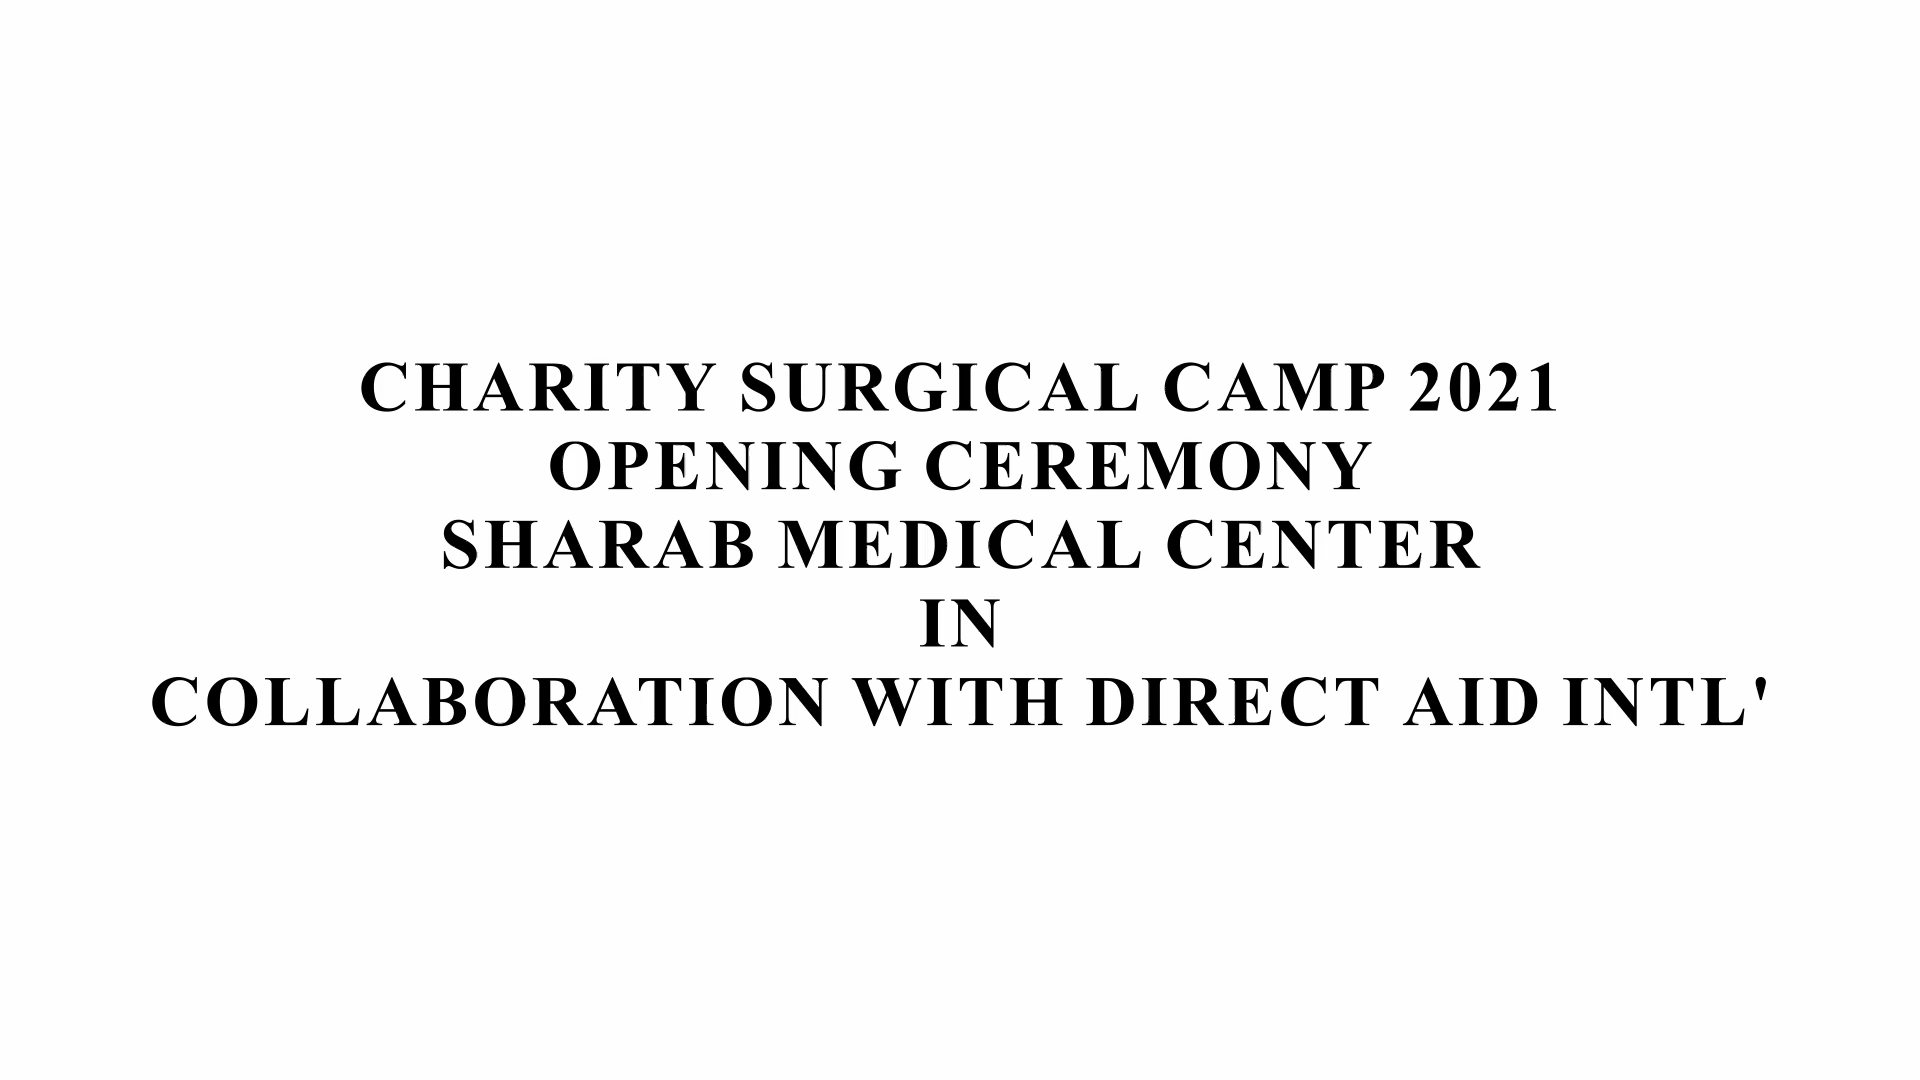 CHARITY SURGICAL CAMP 2021
OPENING CEREMONY
SHARAB MEDICAL CENTER
IN
COLLABORATION WITH DIRECT AID INTL'